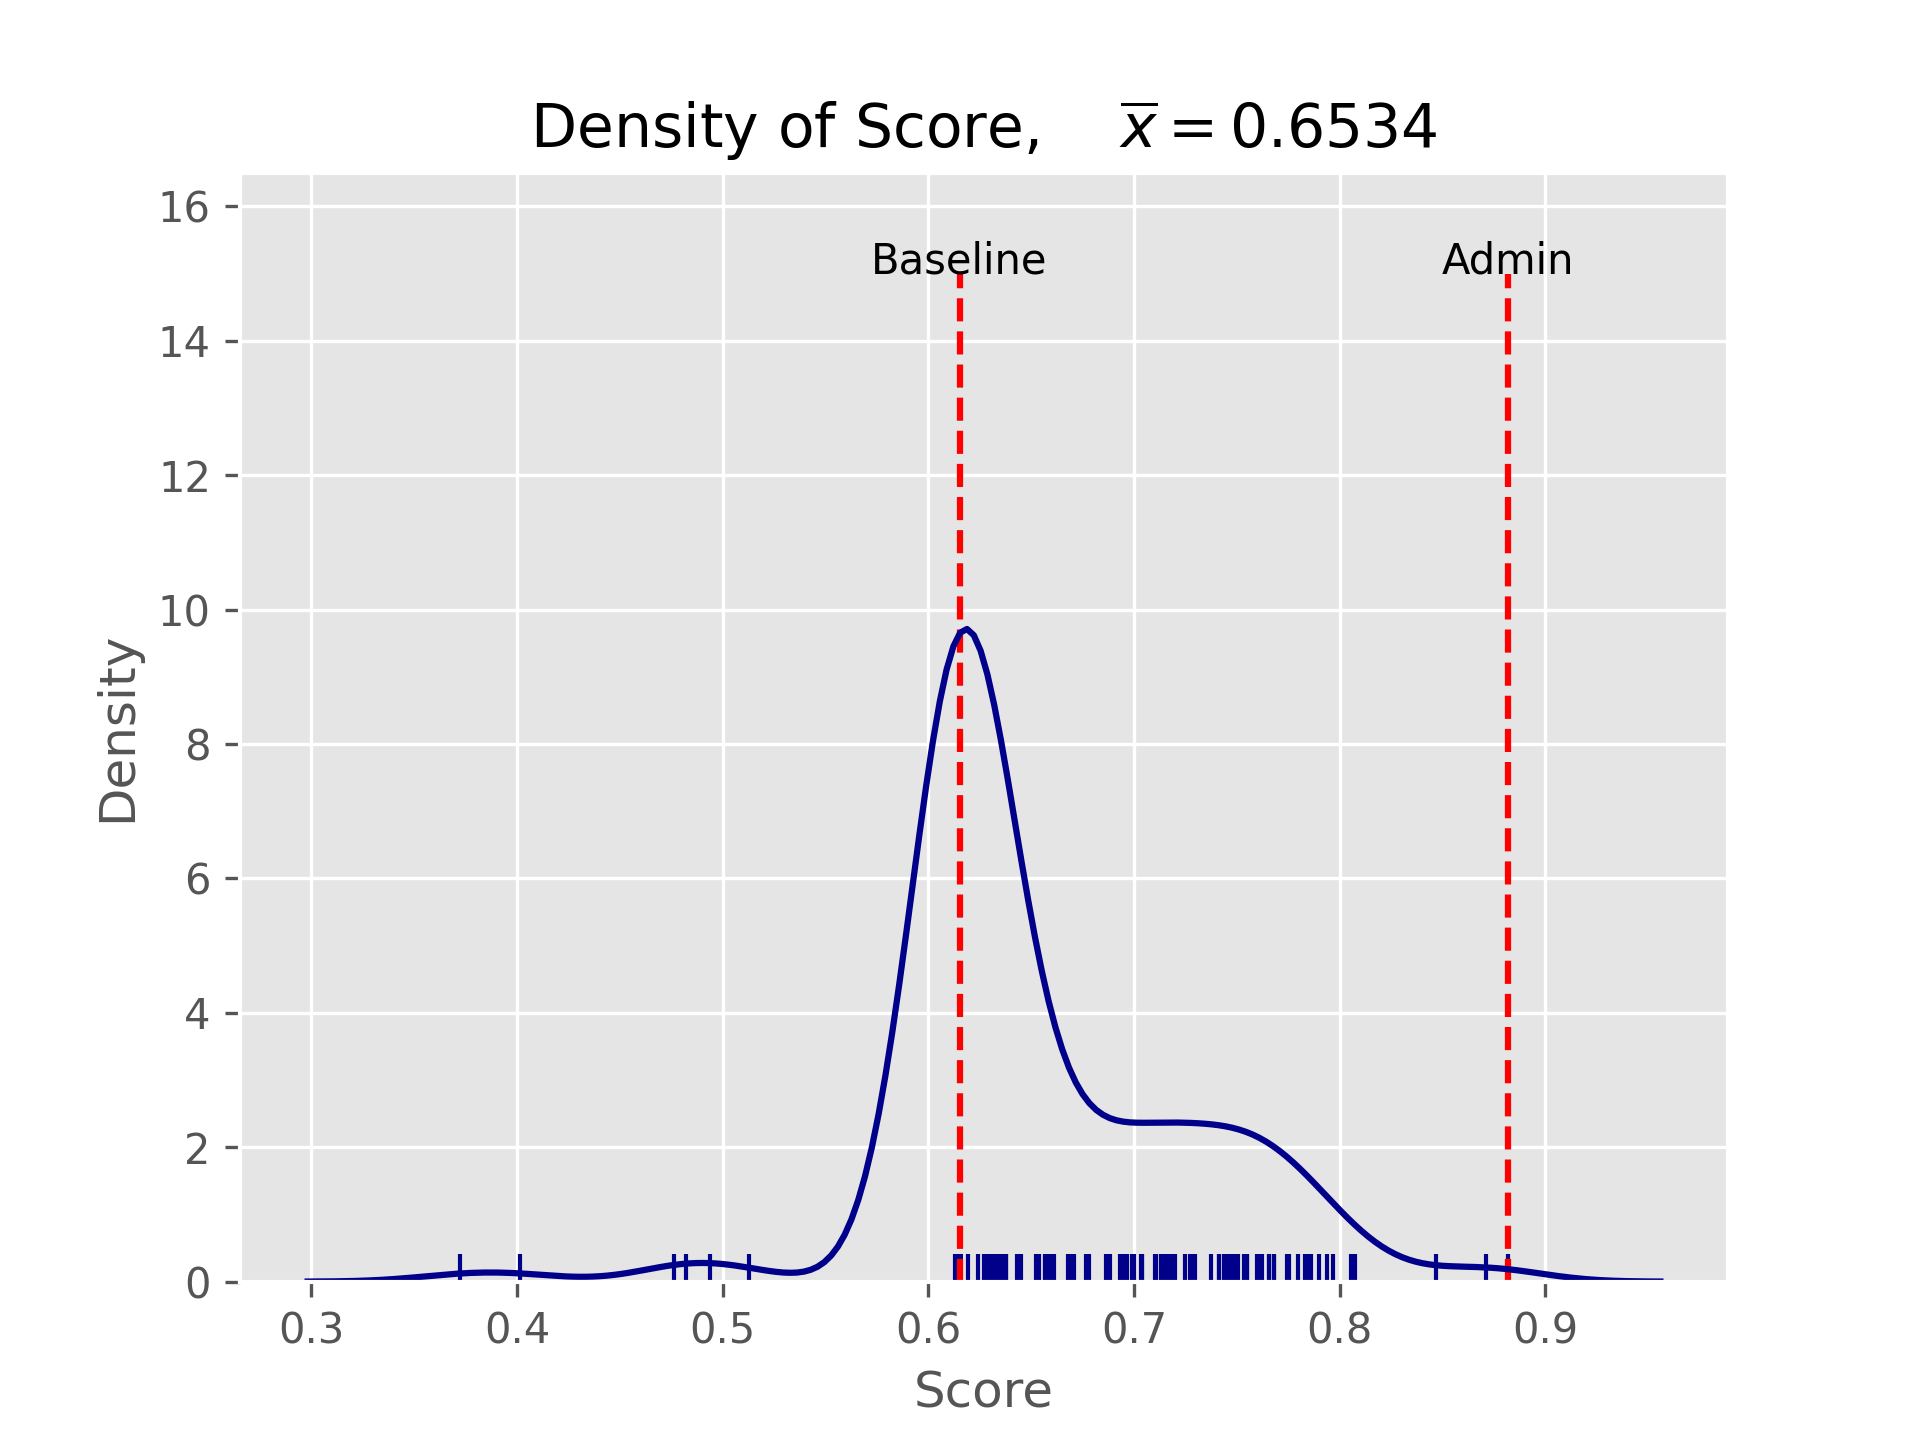 Density of Score, x̅ = 0.6534
Baseline
Admin
16
14
12
10
8
6
4
2
0
Density
0.3 0.4 0.5 0.6 0.7 0.8 0.9
Score